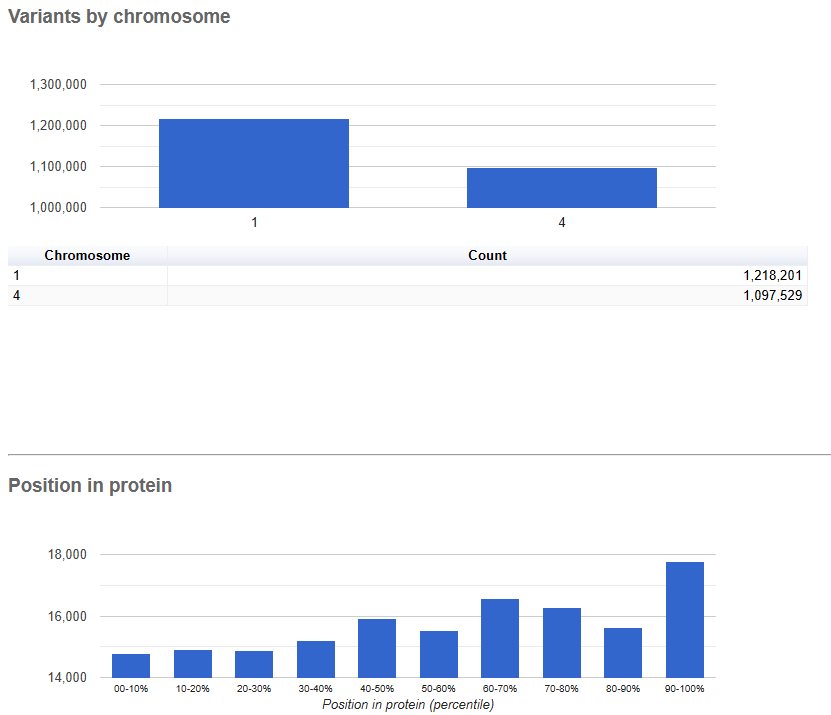 Variants by chromosome
1,300,000
1,200,000
1,100,000
1,000,000
1 4
Chromosome Count
1 1,218,201
4 1,097,529
Position in protein
18,000
16,000
14,000
00-10% 10-20% 20-30% 30-40% 40-50% 50-60% 60-70% 70-80% 80-90% 90-100%
Position in protein (percentile)